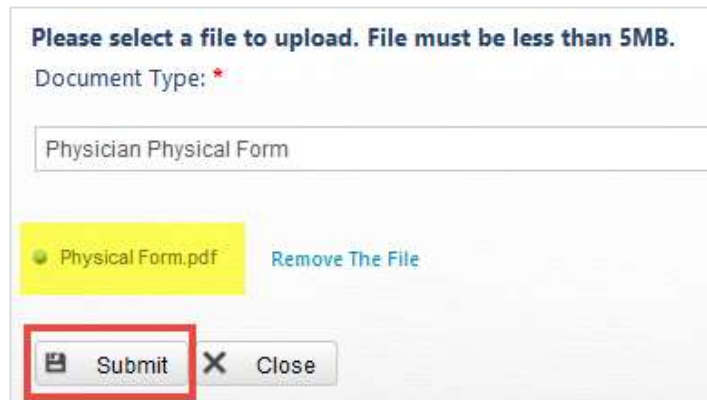 Please select a file to upload. File must be less than 5MB.
Document Type: *
Physician Physical Form
Physical Form.pdf Remove The File
Submit Close